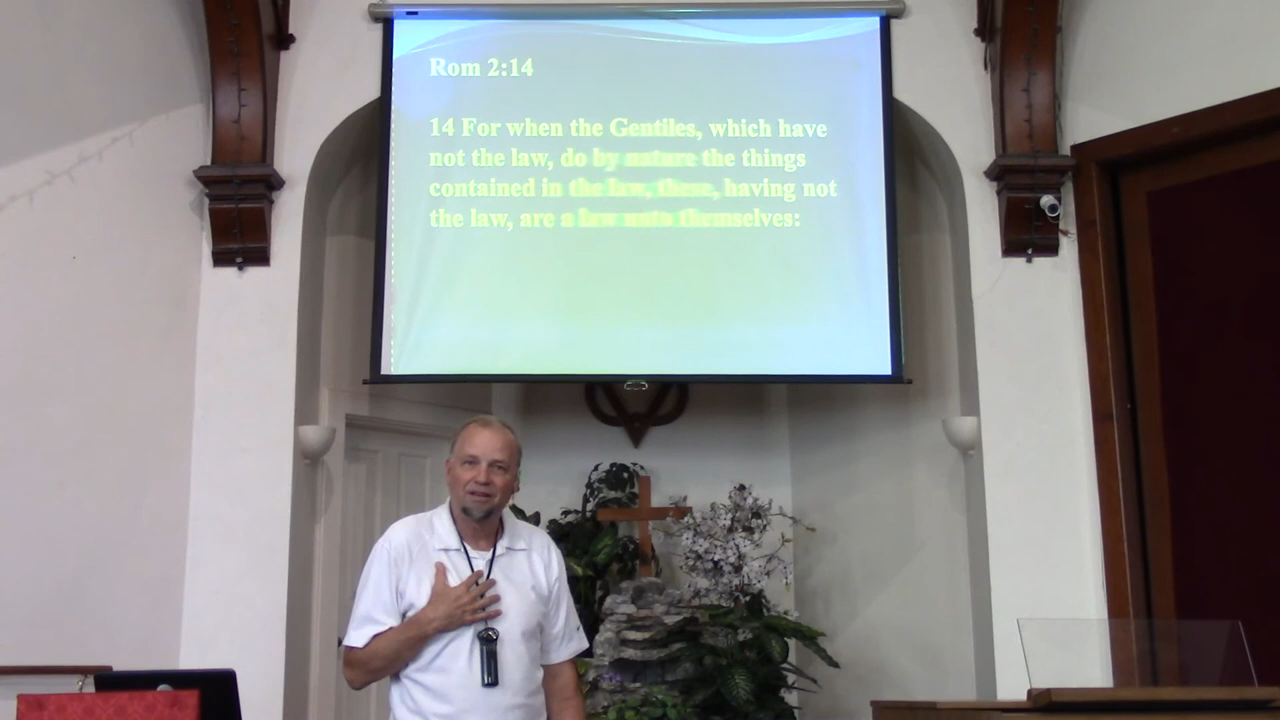 Rom 2:14
14 For when the Gentiles, which have
not the law, do by nature the things
contained in the law, these, having not
the law, are a law unto themselves: